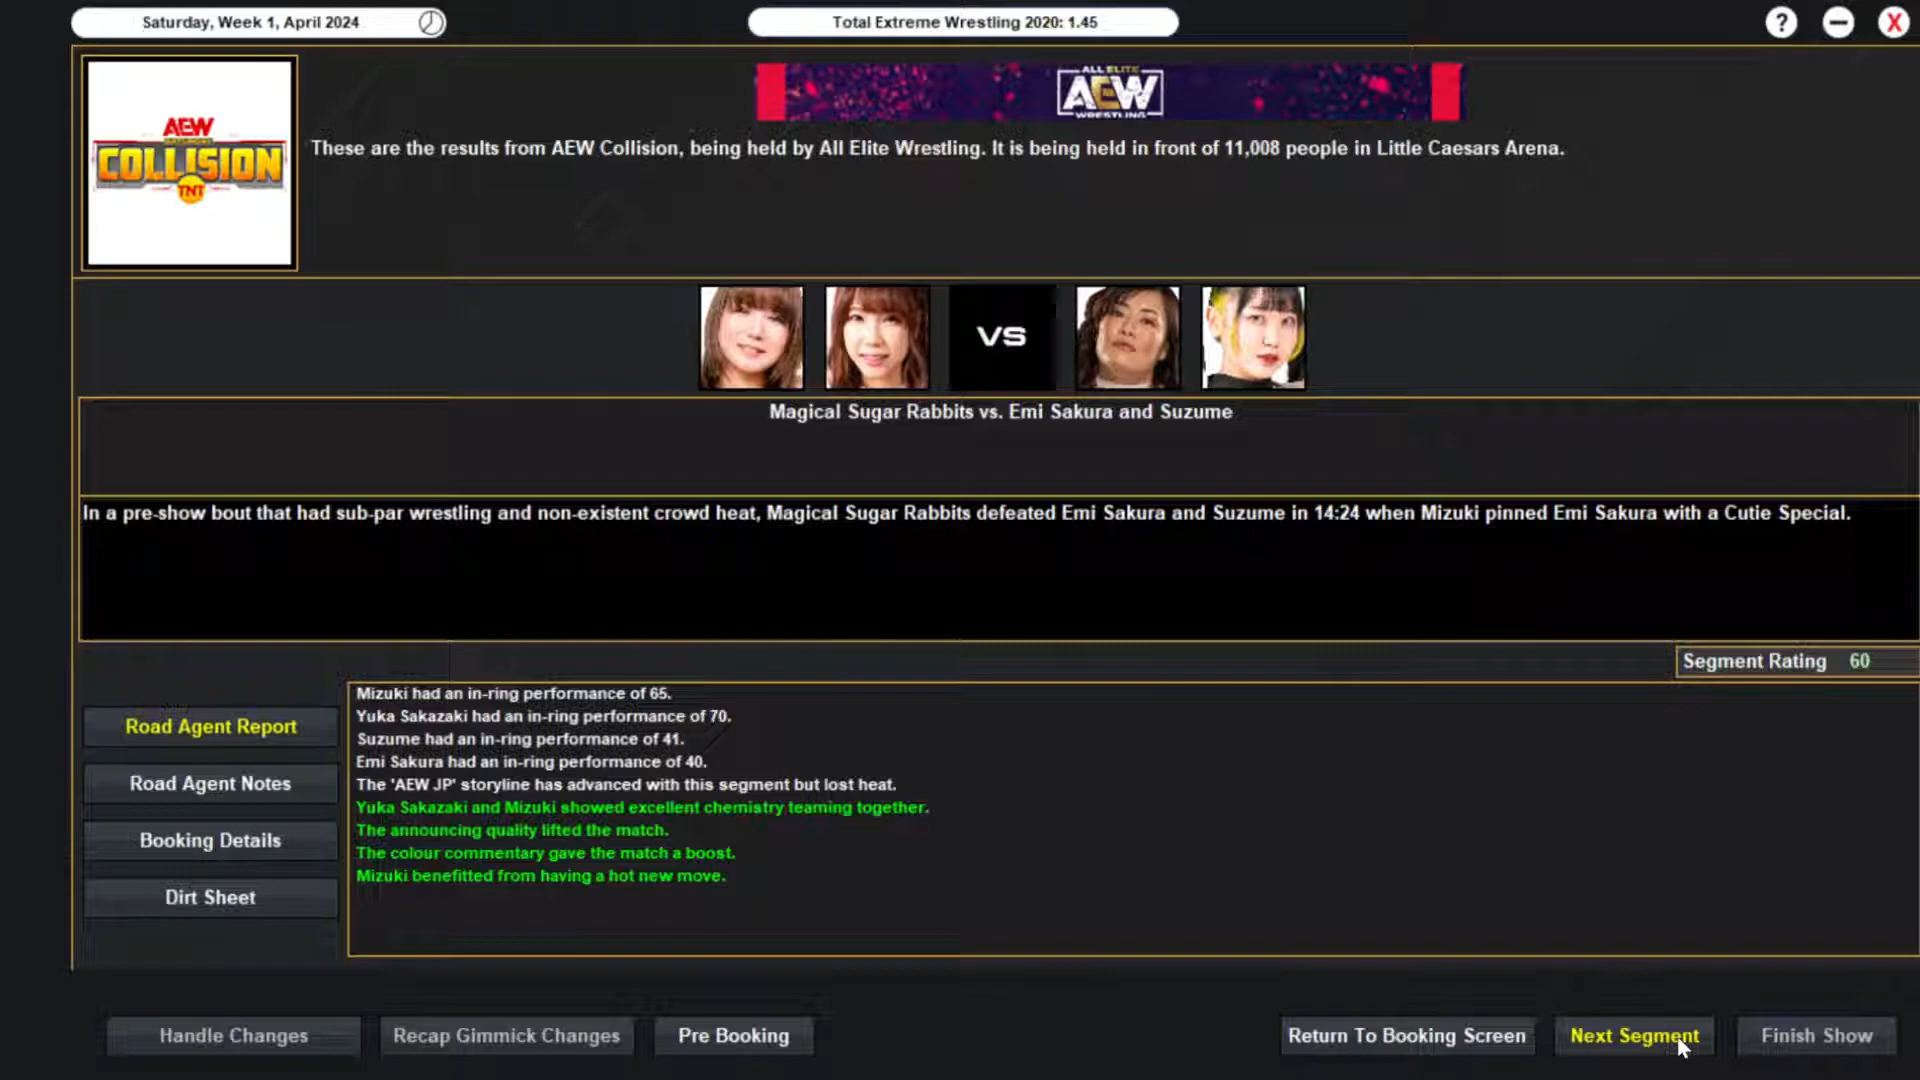 Saturday, Week 1, April 2024
Total Extreme Wrestling 2020: 1.45
?
X
ALL ELITE
AEW
WRESTLING
AEW
COLLISION
TNT
These are the results from AEW Collision, being held by All Elite Wrestling. It is being held in front of 11,008 people in Little Caesars Arena.
VS
Magical Sugar Rabbits vs. Emi Sakura and Suzume
In a pre-show bout that had sub-par wrestling and non-existent crowd heat, Magical Sugar Rabbits defeated Emi Sakura and Suzume in 14:24 when Mizuki pinned Emi Sakura with a Cutie Special.
Segment Rating 60
Road Agent Report
Road Agent Notes
Booking Details
Dirt Sheet
Mizuki had an in-ring performance of 65.
Yuka Sakazaki had an in-ring performance of 70.
Suzume had an in-ring performance of 41.
Emi Sakura had an in-ring performance of 40.
The 'AEW JP' storyline has advanced with this segment but lost heat.
Yuka Sakazaki and Mizuki showed excellent chemistry teaming together.
The announcing quality lifted the match.
The colour commentary gave the match a boost.
Mizuki benefitted from having a hot new move.
Handle Changes
Recap Gimmick Changes
Pre Booking
Return To Booking Screen
Next Segment
Finish Show